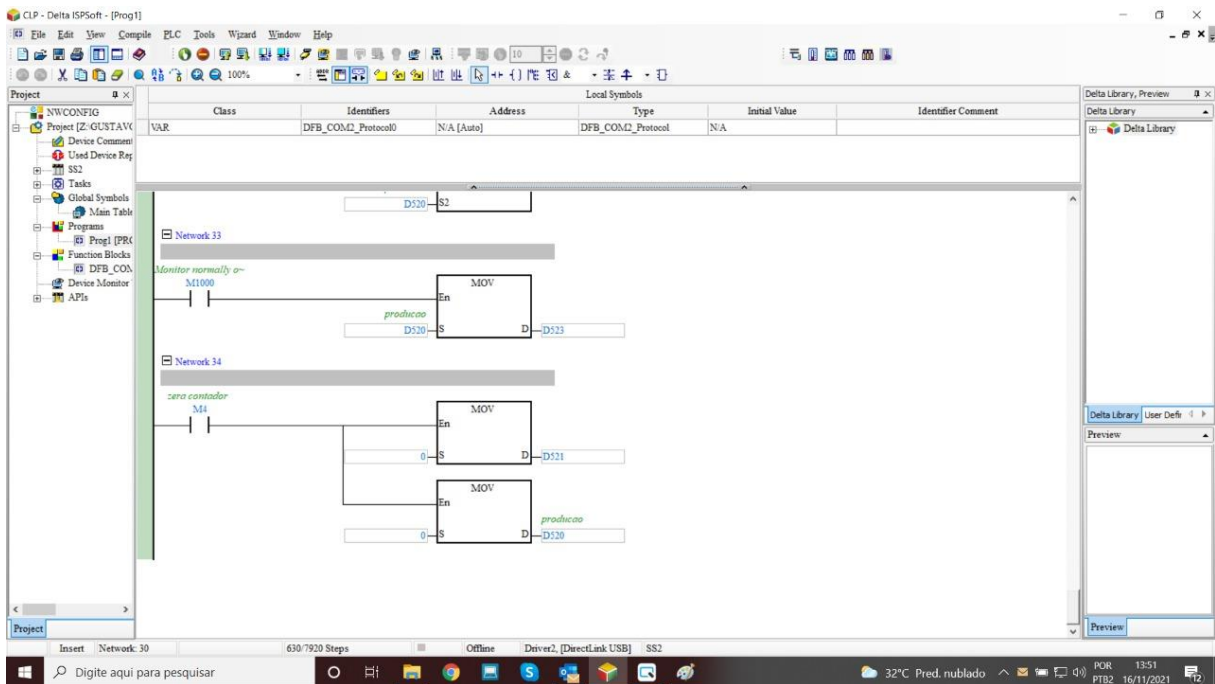 CLP - Delta ISPSoft - [Prog1]
File Edit View Compile PLC Tools Wizard Window Help
10
100%
Project
NWCONFIG
Project [Z:\GUSTAVO
Device Comment
Used Device Rep
SS2
Tasks
Global Symbols
Main Table
Programs
Prog1 [PRG
Function Blocks
DFB_COM
Device Monitor
APIs
Project
Local Symbols
Class Identifiers Address Type Initial Value Identifier Comment
VAR DFB_COM2_Protocol0 N/A [Auto] DFB_COM2_Protocol N/A
D520 S2
Network 33
Monitor normally o~
M1000 MOV
En
producao
D520 S D D523
Network 34
zera contador
M4 MOV
En
0 S D D521
MOV
En
producao
0 S D D520
Delta Library, Preview
Delta Library
Delta Library
Delta Library User Defi
Preview
Preview
Insert Network: 30 630/7920 Steps Offline Driver2, [DirectLink USB] SS2
Digite aqui para pesquisar
32°C Pred. nublado
POR 13:51
PTB2 16/11/2021